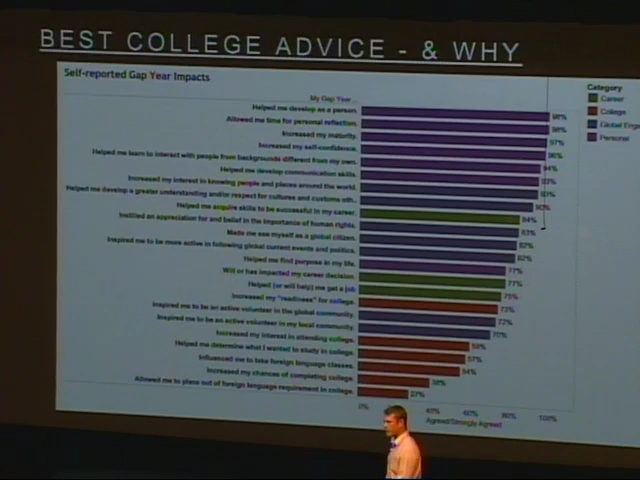 BEST COLLEGE ADVICE - & WHY
Self-reported Gap Year Impacts
Category
Career
College
Global Eng
Personal
My Gap Year...
Helped me develop as a person. 98%
Allowed me time for personal reflection. 98%
Increased my maturity. 97%
Increased my self-confidence. 96%
Helped me learn to interact with people from backgrounds different from my own. 94%
Helped me develop communication skills. 93%
Increased my interest in knowing people and places around the world. 93%
Helped me develop a greater understanding and/or respect for cultures and customs oth.. 90%
Helped me acquire skills to be successful in my career. 84%
Instilled an appreciation for and belief in the importance of human rights. 83%
Made me see myself as a global citizen. 82%
Inspired me to be more active in following global current events and politics. 82%
Helped me find purpose in my life. 77%
Will or has impacted my career decision. 77%
Helped (or will help) me get a job 75%
Increased my "readiness" for college. 73%
Inspired me to be an active volunteer in the global community. 72%
Inspired me to be an active volunteer in my local community. 70%
Increased my interest in attending college.
Helped me determine what I wanted to study in college. 57%
Influenced me to take foreign language classes. 54%
Increased my chances of completing college.
Allowed me to place out of foreign language requirement in college. 27%
0% 40% 60% 80% 100%
Agreed/Strongly Agreed